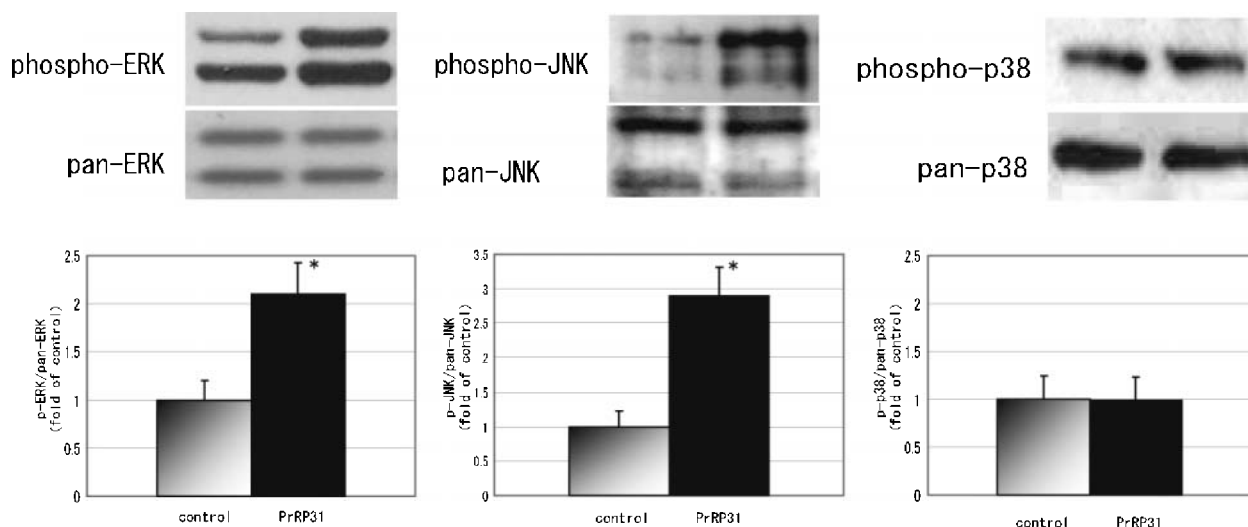 phospho-ERK
pan-ERK
phospho-JNK
pan-JNK
phospho-p38
pan-p38
p-ERK/pan-ERK
(fold of control)
2.5
2
1.5
1
0.5
0
*
control PrRP31
p-JNK/pan-JNK
(fold of control)
3.5
3
2.5
2
1.5
1
0.5
0
*
control PrRP31
p-p38/pan-p38
(fold of control)
2.5
2
1.5
1
0.5
0
control PrRP31